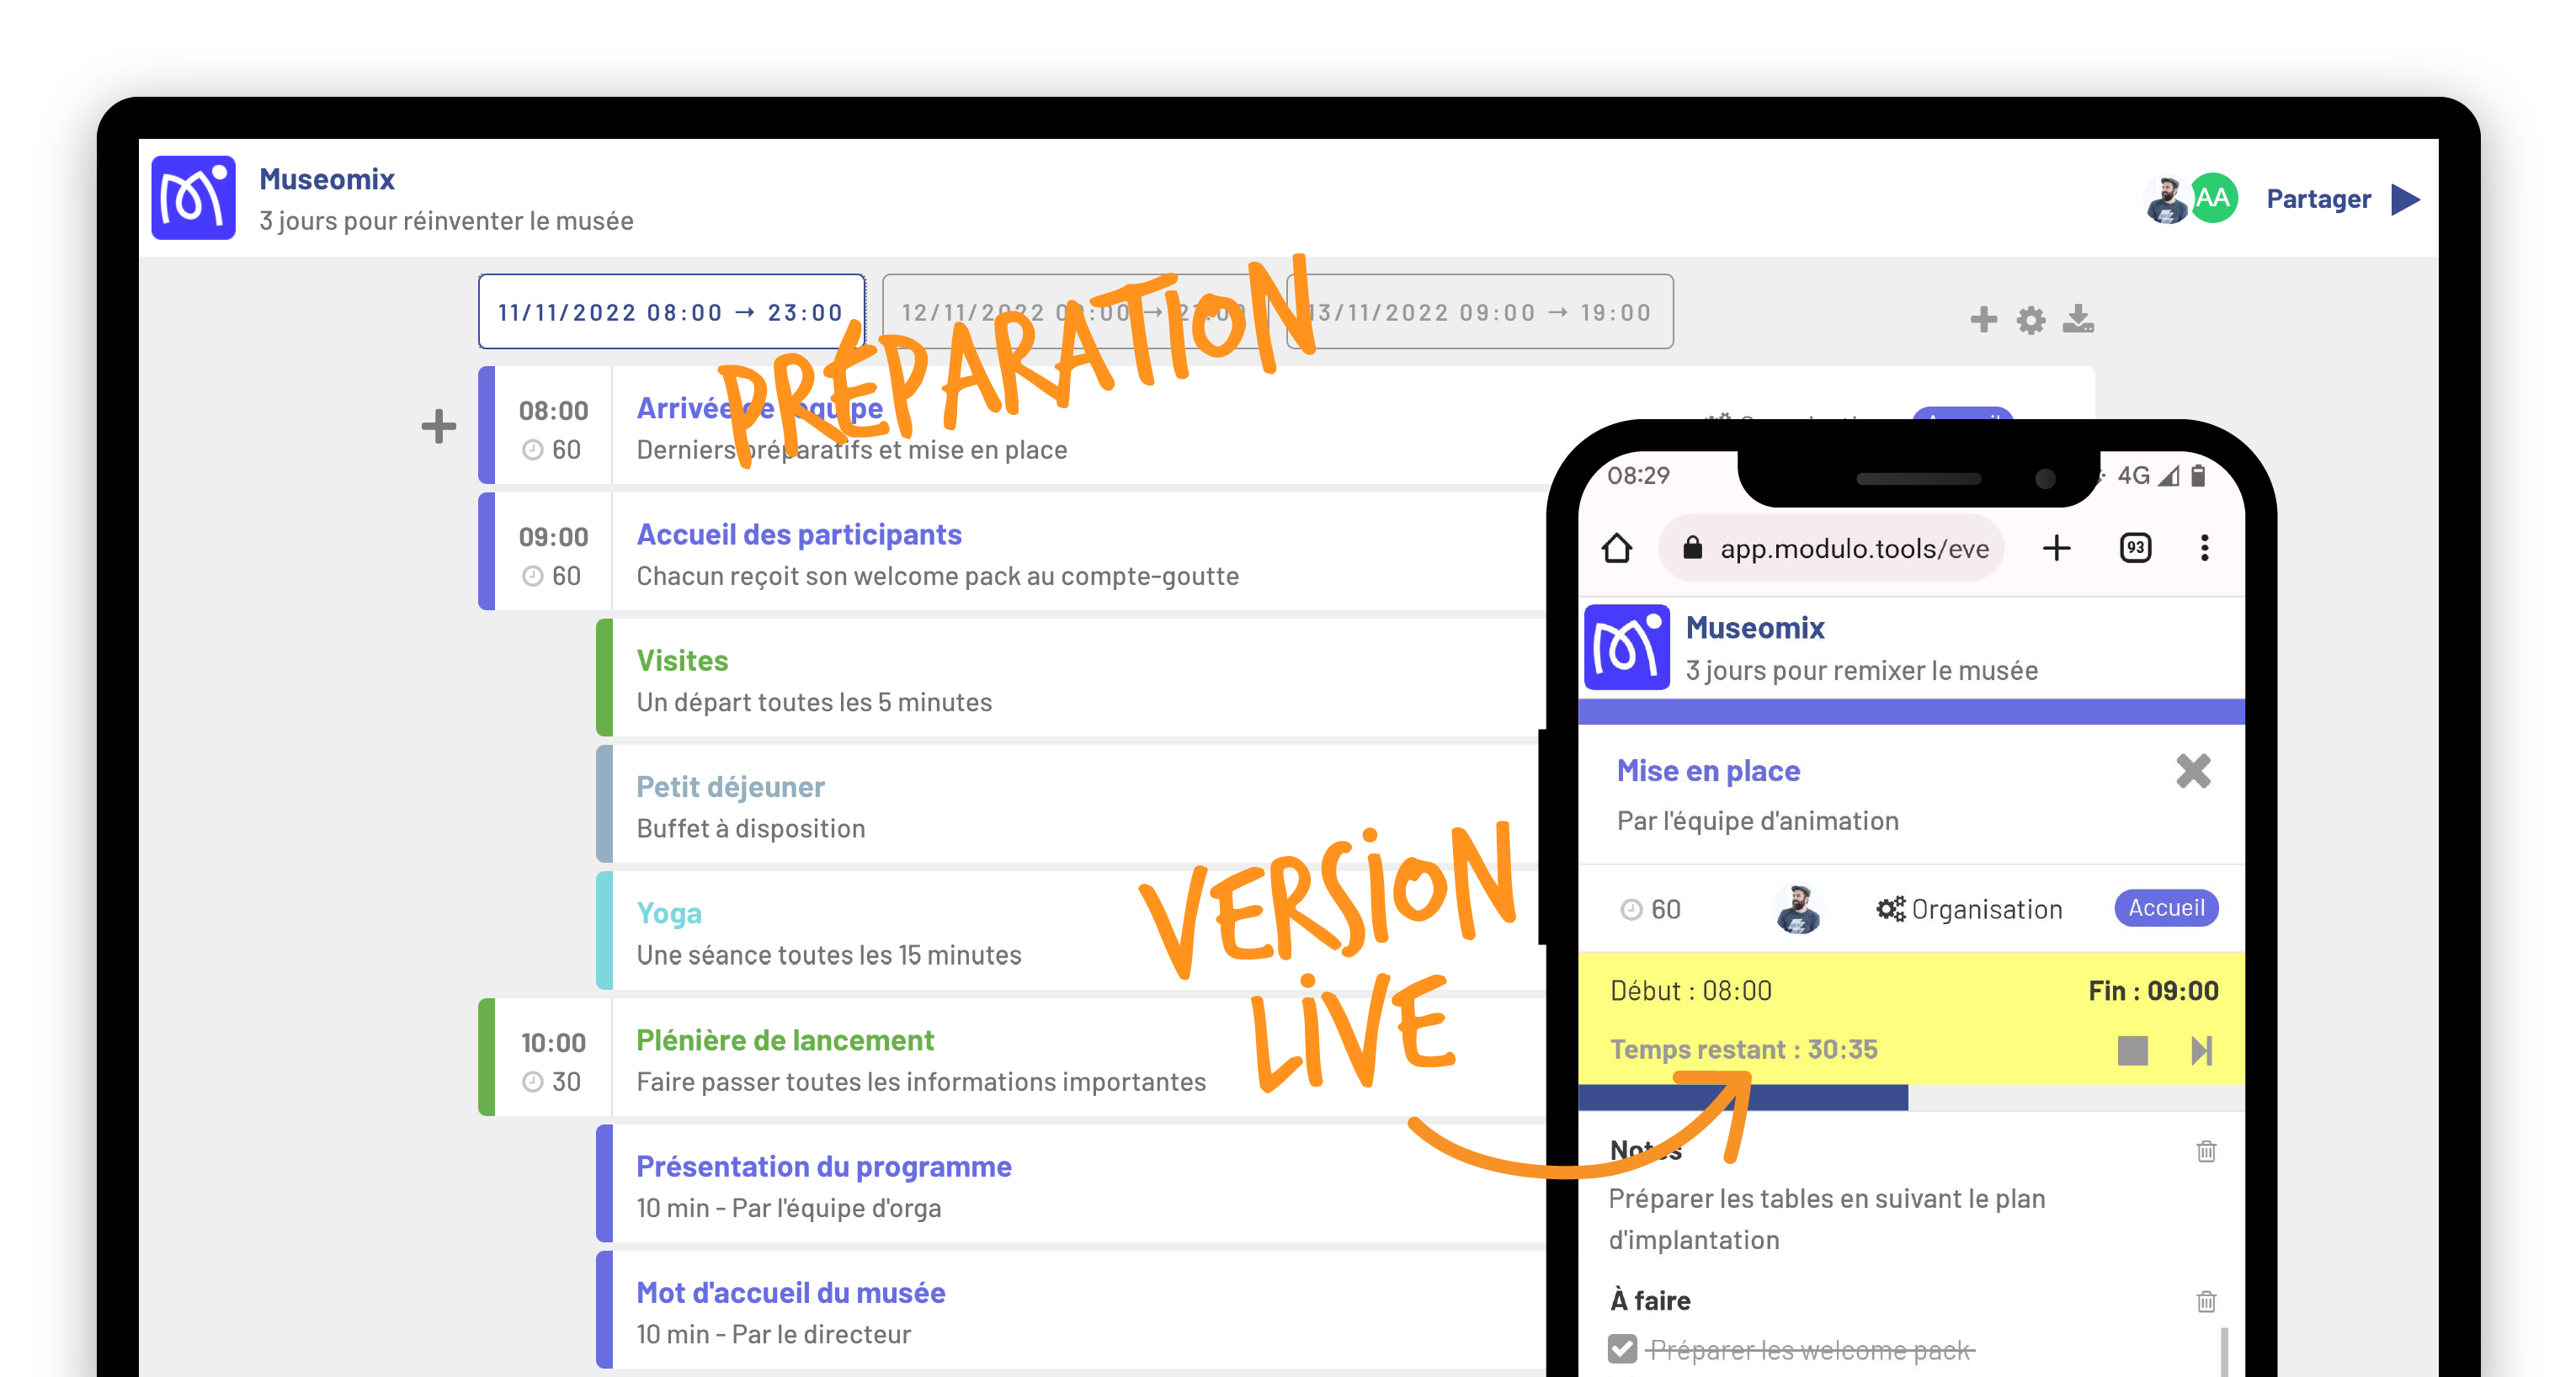 Museomix
3 jours pour réinventer le musée
AA
Partager
11/11/2022 08:00 → 23:00
13/11/2022 09:00 → 19:00
PRÉPARATION
08:00
60
Arrivée de
Derniers préparatifs et mise en place
09:00
60
Accueil des participants
Chacun reçoit son welcome pack au compte-goutte
Visites
Un départ toutes les 5 minutes
Petit déjeuner
Buffet à disposition
Yoga
Une séance toutes les 15 minutes
10:00
30
Plénière de lancement
Faire passer toutes les informations importantes
Présentation du programme
10 min - Par l'équipe d'orga
Mot d'accueil du musée
10 min - Par le directeur
VERSION
LIVE
08:29
4G
app.modulo.tools/eve
93
Museomix
3 jours pour remixer le musée
Mise en place
Par l'équipe d'animation
60
Organisation
Accueil
Début : 08:00
Fin : 09:00
Temps restant : 30:35
Notes
Préparer les tables en suivant le plan
d'implantation
À faire
Préparer les welcome pack